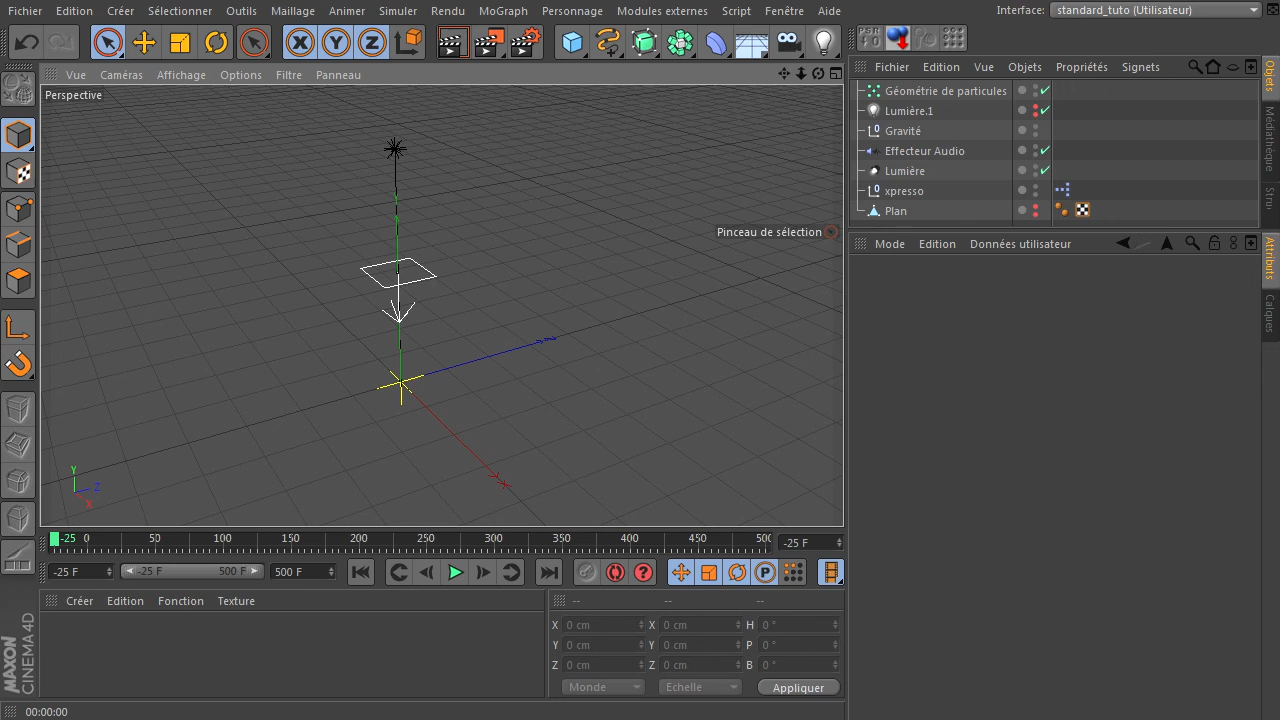 Fichier Edition Créer Sélectionner Outils Maillage Animer Simuler Rendu MoGraph Personnage Modules externes Script Fenêtre Aide Interface: standard_tuto (Utilisateur)
PSR
Vue Caméras Affichage Options Filtre Panneau
Fichier Edition Vue Objets Propriétés Signets
Perspective
Géométrie de particules
Lumière.1
Gravité
Effecteur Audio
Lumière
xpresso
Plan
Objets
Médiathèque
Stru
Pinceau de sélection
Mode Edition Données utilisateur
Attributs
Calques
Y
Z
X
-25 0 50 100 150 200 250 300 350 400 450 500
-25 F
-25 F -25 F 500 F 500 F
P
Créer Edition Fonction Texture
-- -- --
X 0 cm X 0 cm H 0 °
Y 0 cm Y 0 cm P 0 °
Z 0 cm Z 0 cm B 0 °
Monde Echelle Appliquer
MAXON
CINEMA 4D
00:00:00